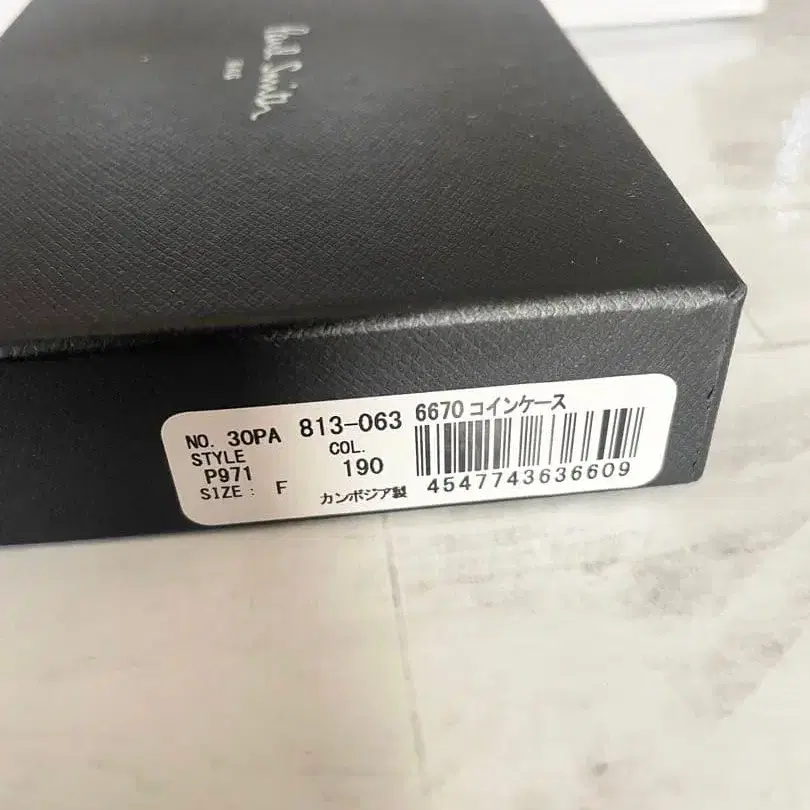 Paul Smith
NO. 30PA 813-063 6670 コインケース
STYLE COL.
P971 190
SIZE: F カンボジア製 4547743636609